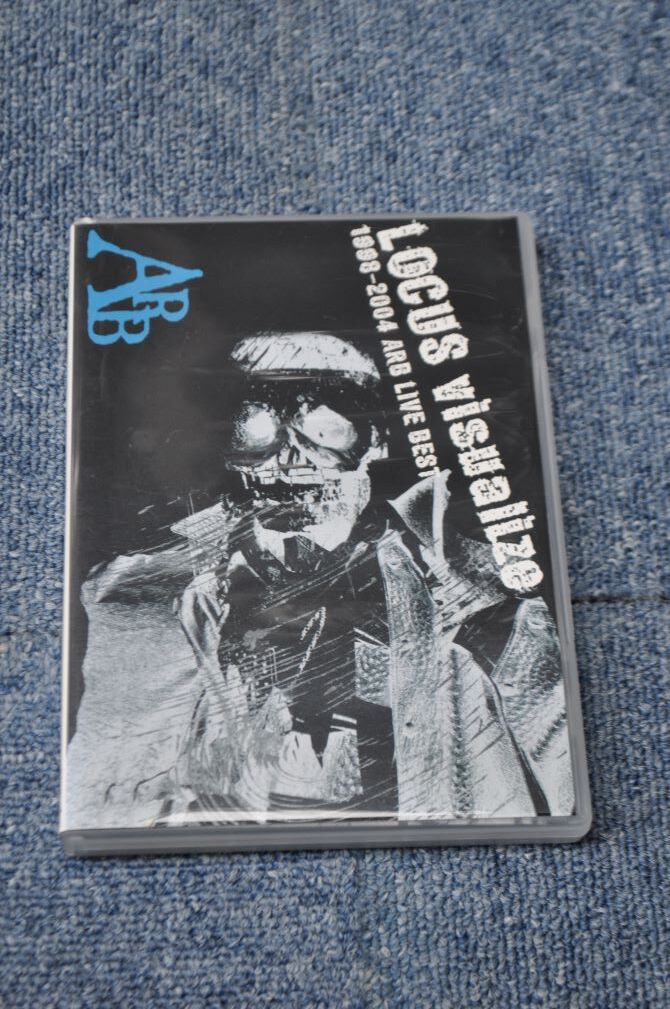 ARB
LOCUS visualize
1998-2004 ARB LIVE BEST